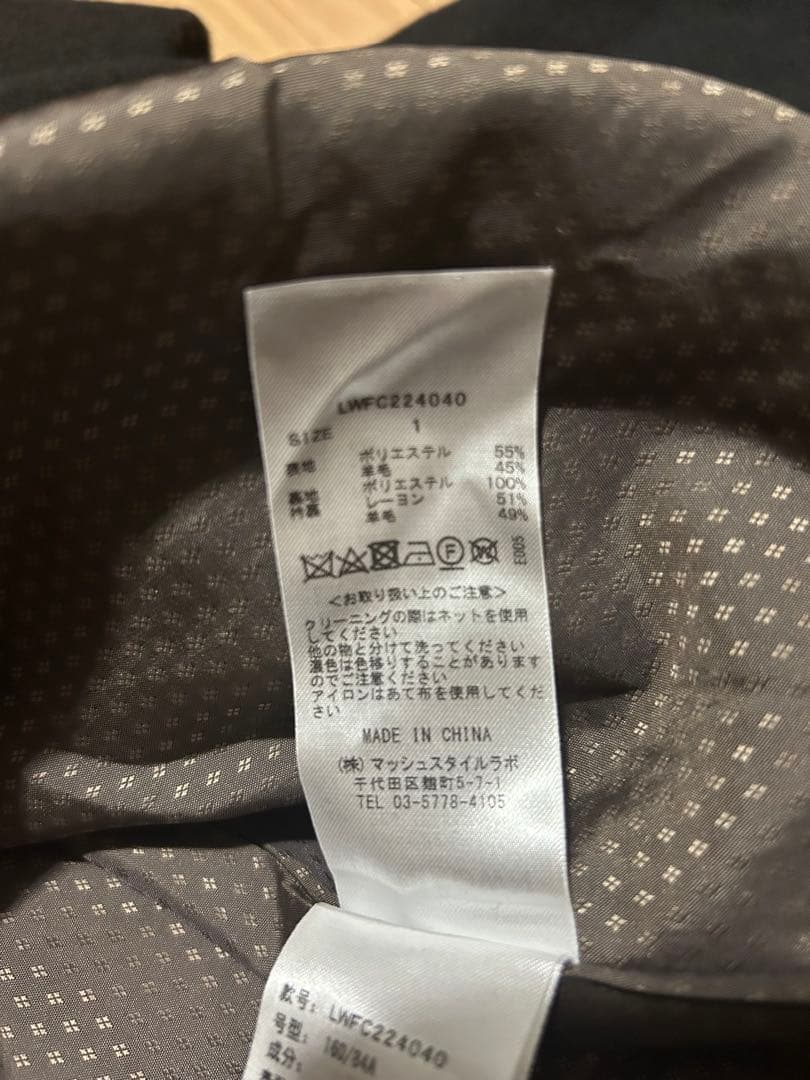 LWFC224040
SIZE 1
表地 ポリエステル 55%
羊毛 45%
裏地 ポリエステル 100%
衿裏 レーヨン 51%
羊毛 49%
F W
E005
<お取り扱い上のご注意>
クリーニングの際はネットを使用
してください
他の物と分けて洗ってください
濃色は色移りすることがあります
のでご注意ください
アイロンはあて布を使用してくだ
さい
MADE IN CHINA
(株)マッシュスタイルラボ
千代田区麹町5-7-1
TEL 03-5778-4105
款号: LWFC224040
号型: 160/84A
成分: